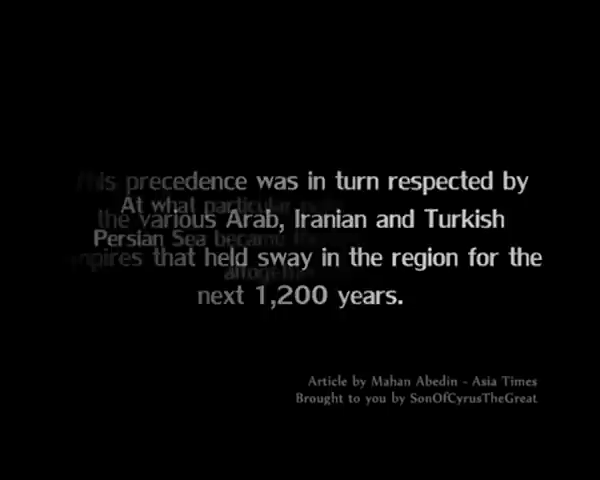 This precedence was in turn respected by
the various Arab, Iranian and Turkish
empires that held sway in the region for the
next 1,200 years.
At what particular
Persian Sea became
altogether
Article by Mahan Abedin - Asia Times
Brought to you by SonOfCyrusTheGreat